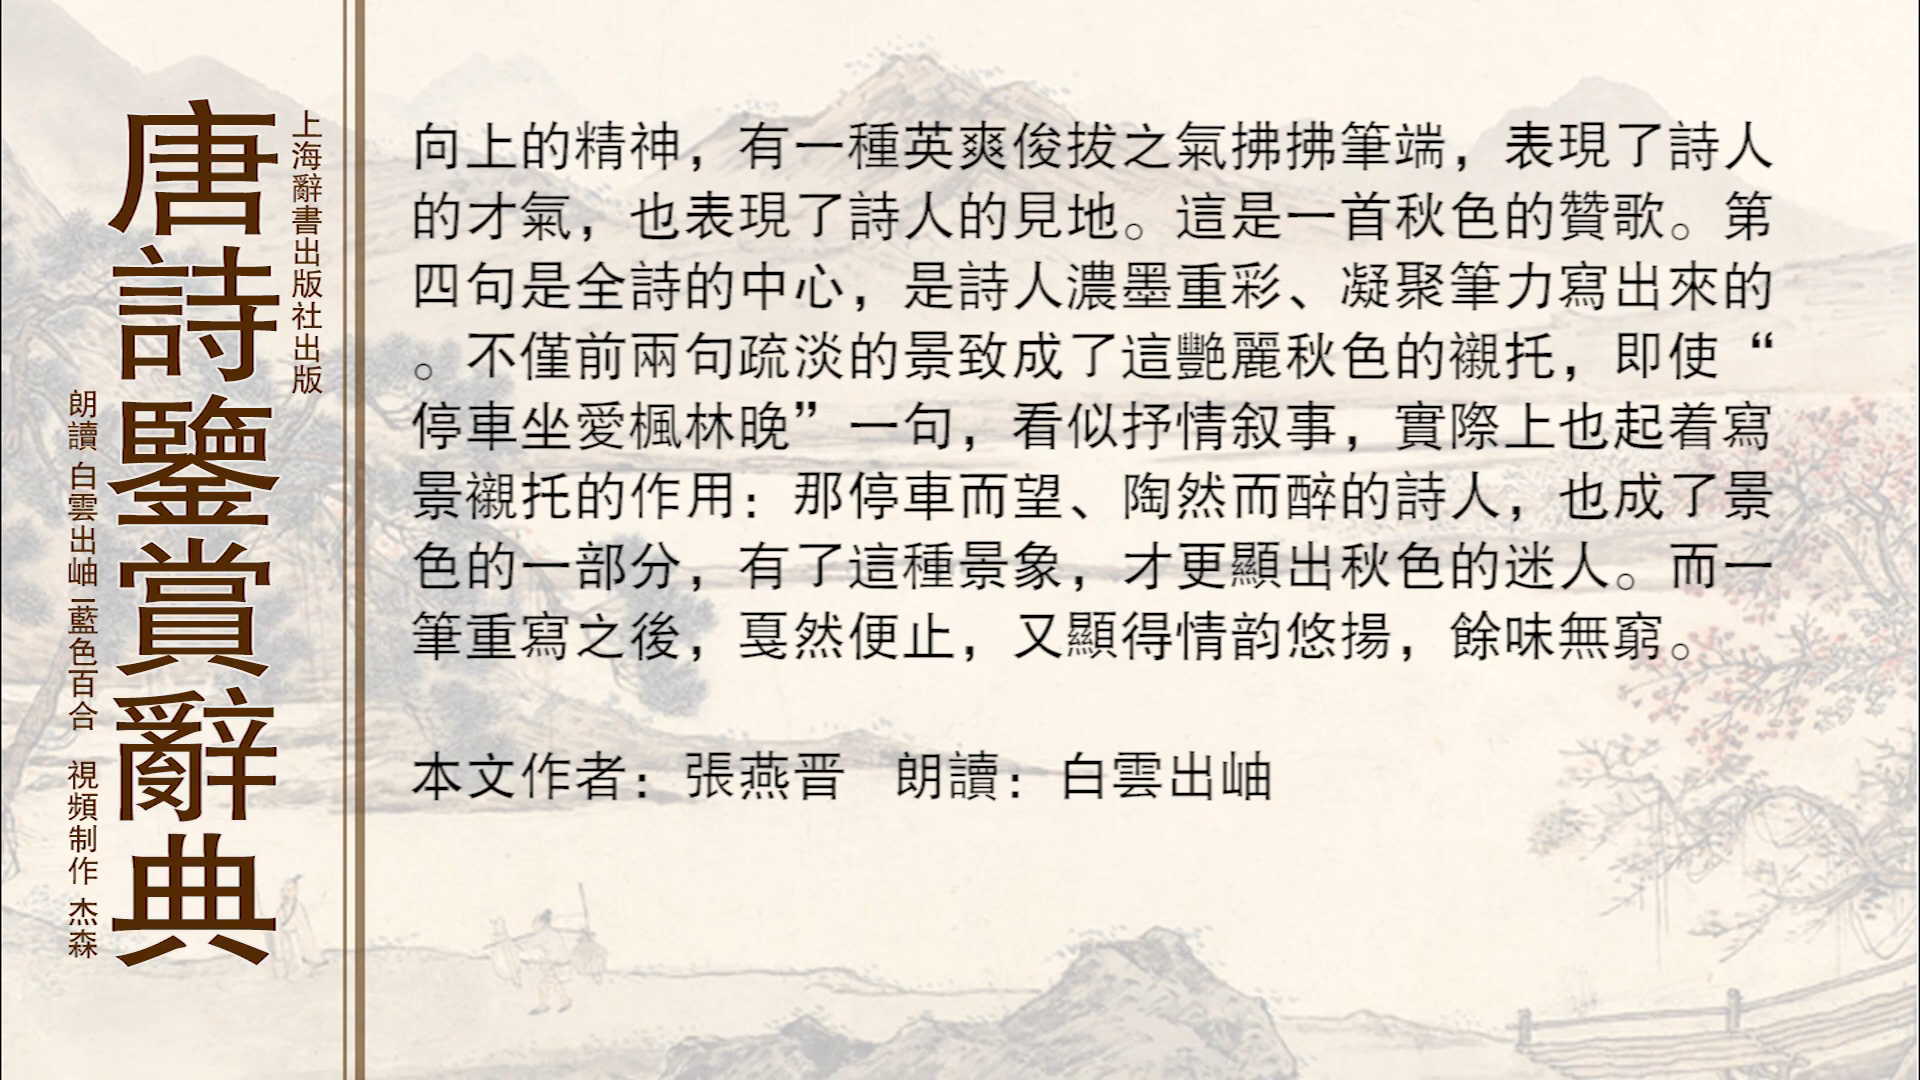 上海辭書出版社出版
唐詩鑒賞辭典
朗讀 白雲出岫 藍色百合 視頻制作 杰森
向上的精神，有一種英爽俊拔之氣拂拂筆端，表現了詩人
的才氣，也表現了詩人的見地。這是一首秋色的贊歌。第
四句是全詩的中心，是詩人濃墨重彩、凝聚筆力寫出來的
。不僅前兩句疏淡的景致成了這艷麗秋色的襯托，即使“
停車坐愛楓林晚”一句，看似抒情叙事，實際上也起着寫
景襯托的作用：那停車而望、陶然而醉的詩人，也成了景
色的一部分，有了這種景象，才更顯出秋色的迷人。而一
筆重寫之後，戛然便止，又顯得情韵悠揚，餘味無窮。
本文作者：張燕晋 朗讀：白雲出岫